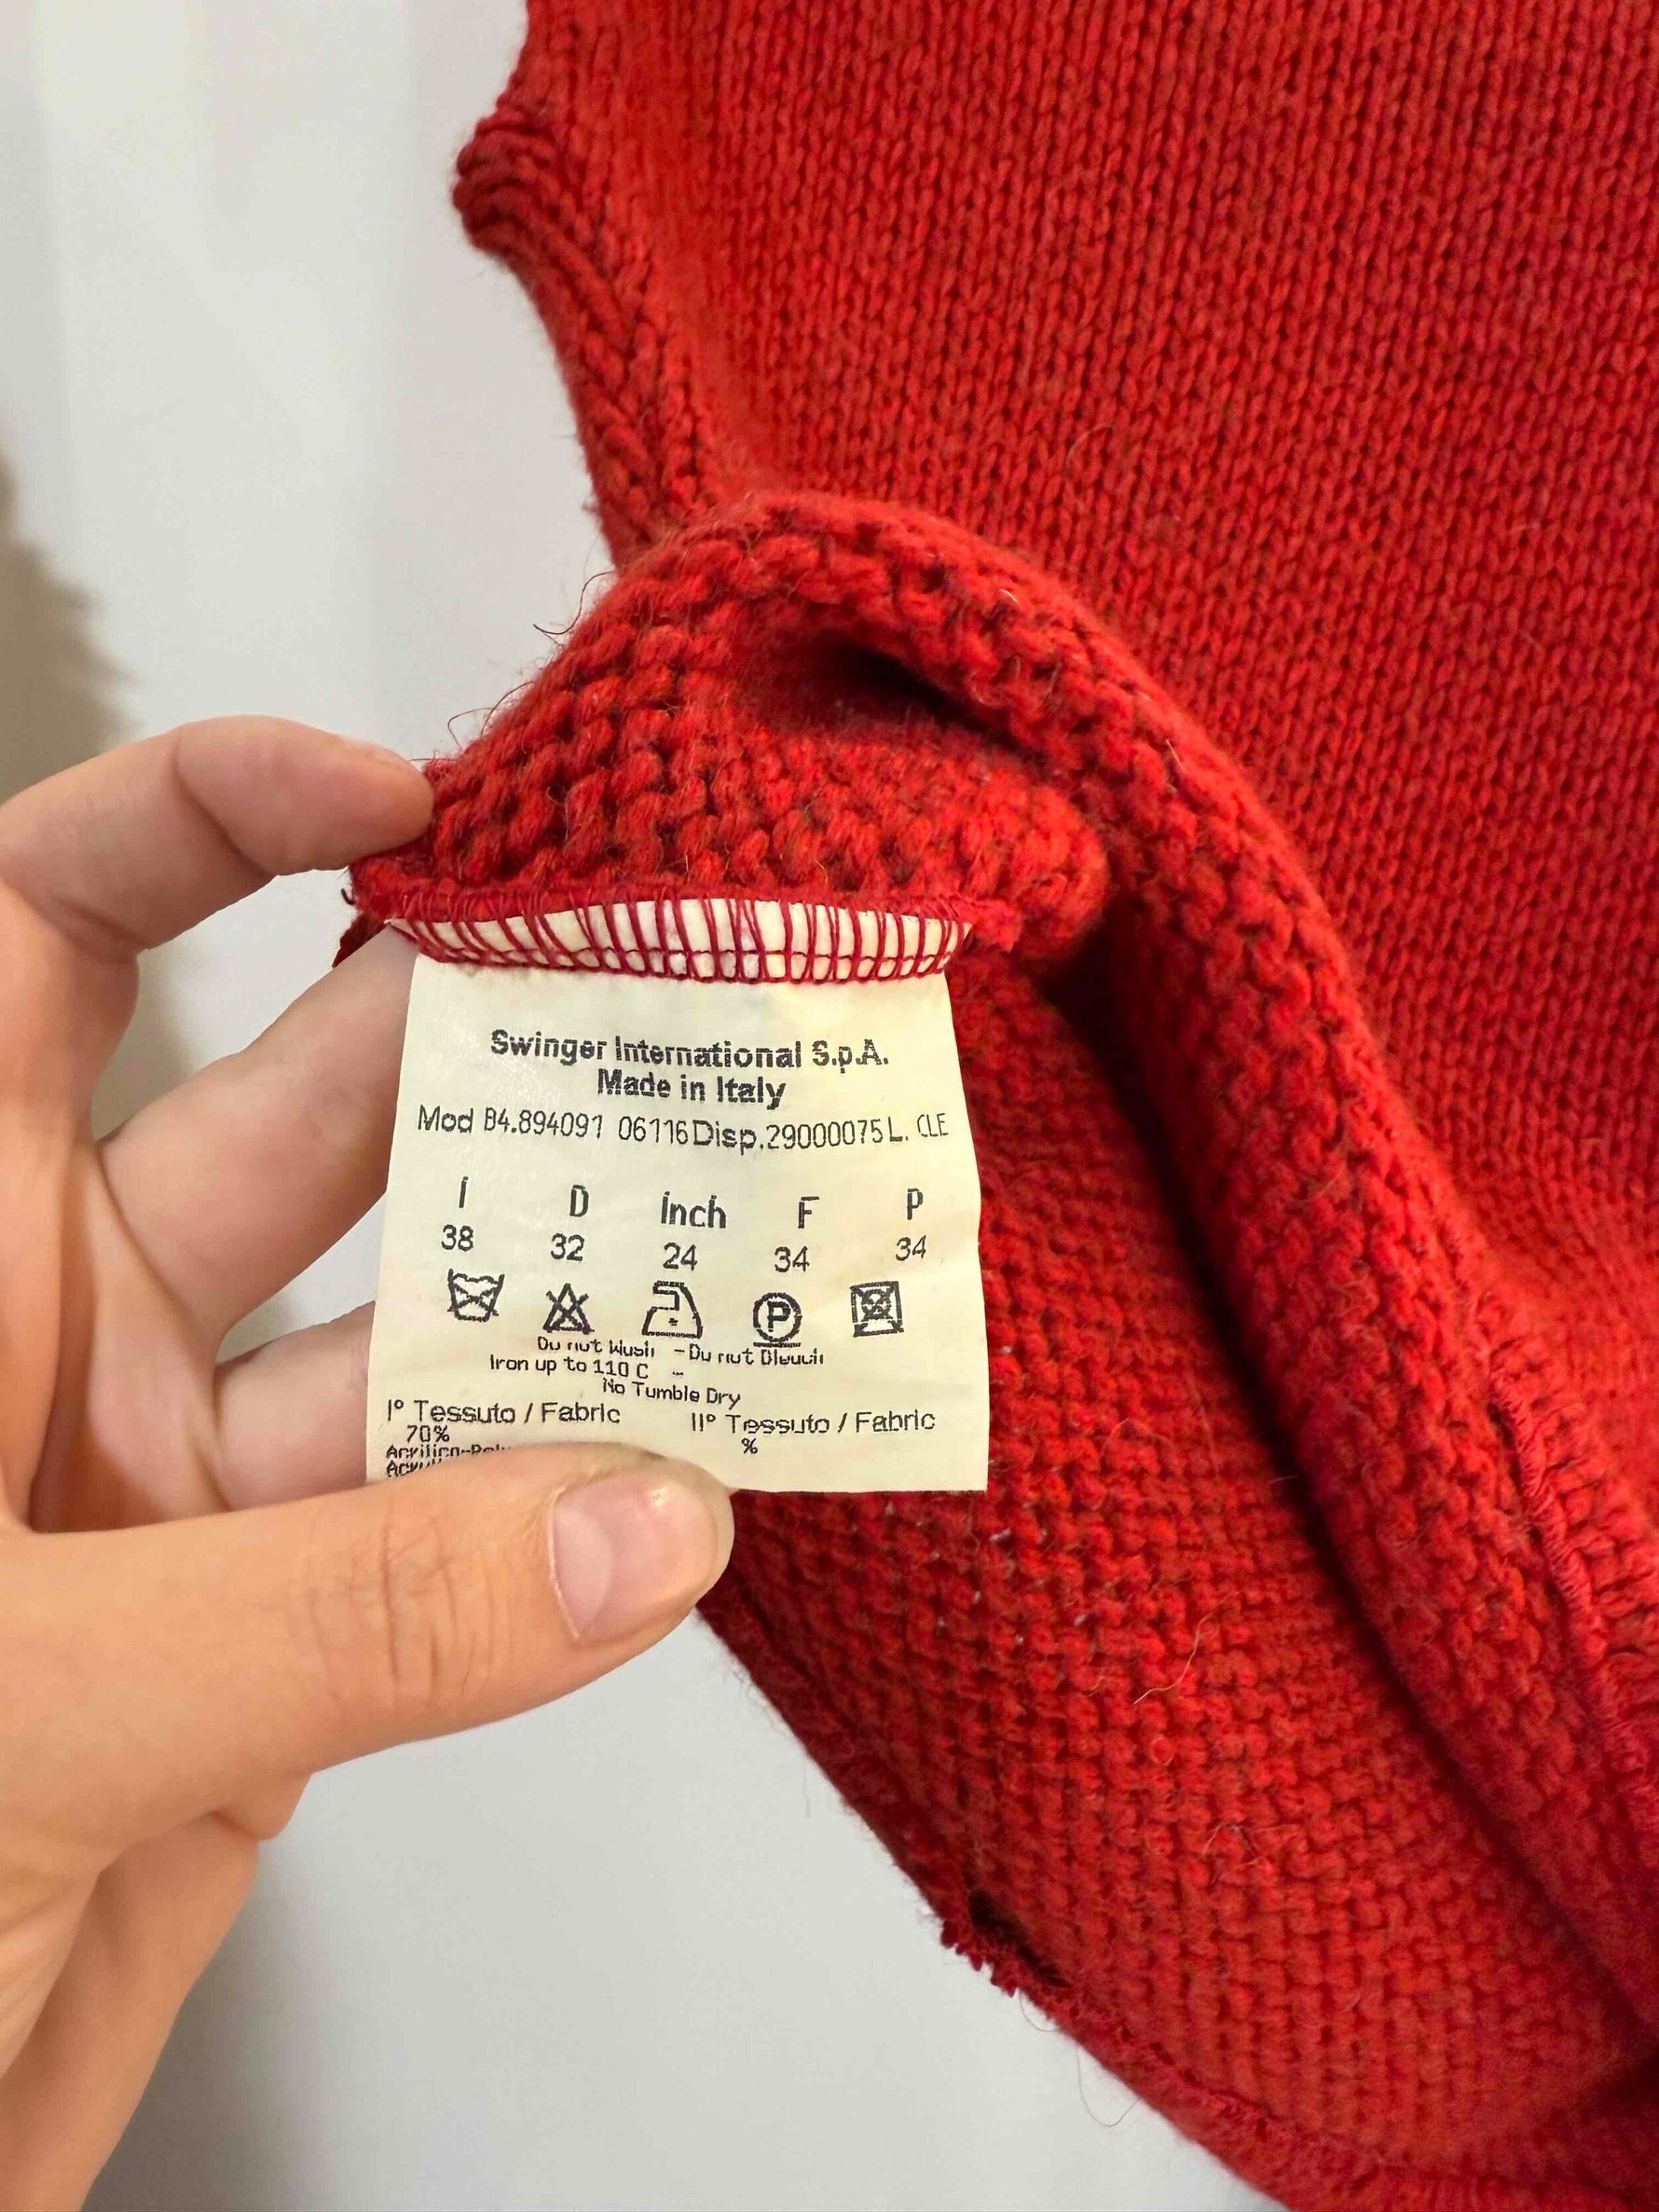 Swinger International S.p.A.
Made in Italy
Mod B4.894091 06116 Disp.29000075 L. CLE
I D Inch F P
38 32 24 34 34
P
Do not Wash - Do not Bleach
Iron up to 110 C -
No Tumble Dry
I° Tessuto / Fabric II° Tessuto / Fabric
70% %